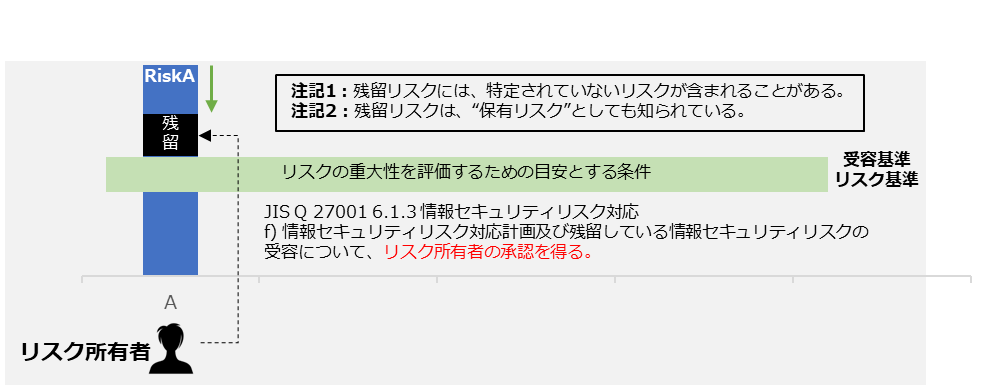 RiskA
残
留
注記1：残留リスクには、特定されていないリスクが含まれることがある。
注記2：残留リスクは、“保有リスク”としても知られている。
リスクの重大性を評価するための目安とする条件
受容基準
リスク基準
JIS Q 27001 6.1.3 情報セキュリティリスク対応
f) 情報セキュリティリスク対応計画及び残留している情報セキュリティリスクの
受容について、リスク所有者の承認を得る。
A
リスク所有者